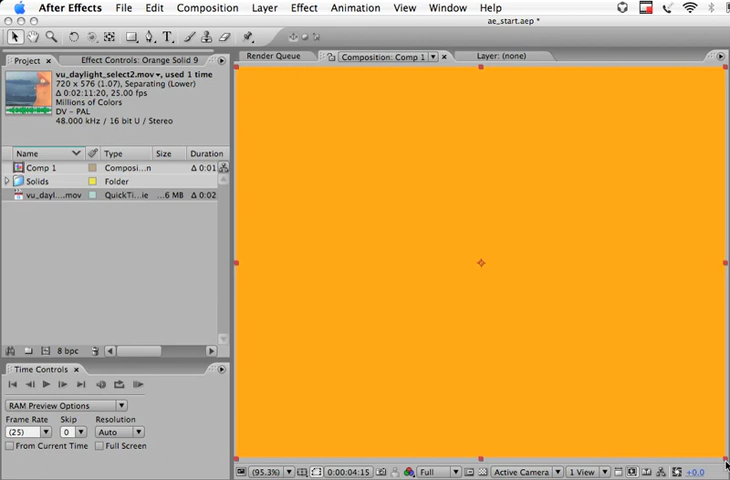 After Effects File Edit Composition Layer Effect Animation View Window Help
ae_start.aep *
Project Effect Controls: Orange Solid 9
Render Queue Composition: Comp 1 Layer: (none)
vu_daylight_select2.mov, used 1 time
720 x 576 (1.07), Separating (Lower)
Δ 0:02:11:20, 25.00 fps
Millions of Colors
DV - PAL
48.000 kHz / 16 bit U / Stereo
Name Type Size Duration
Comp 1 Composi...n Δ 0:01
Solids Folder
vu_dayl....mov QuickTi...ie ...6 MB Δ 0:02
8 bpc
Time Controls
RAM Preview Options
Frame Rate Skip Resolution
(25) 0 Auto
From Current Time Full Screen
(95.3%) 0:00:04:15 Full Active Camera 1 View +0.0